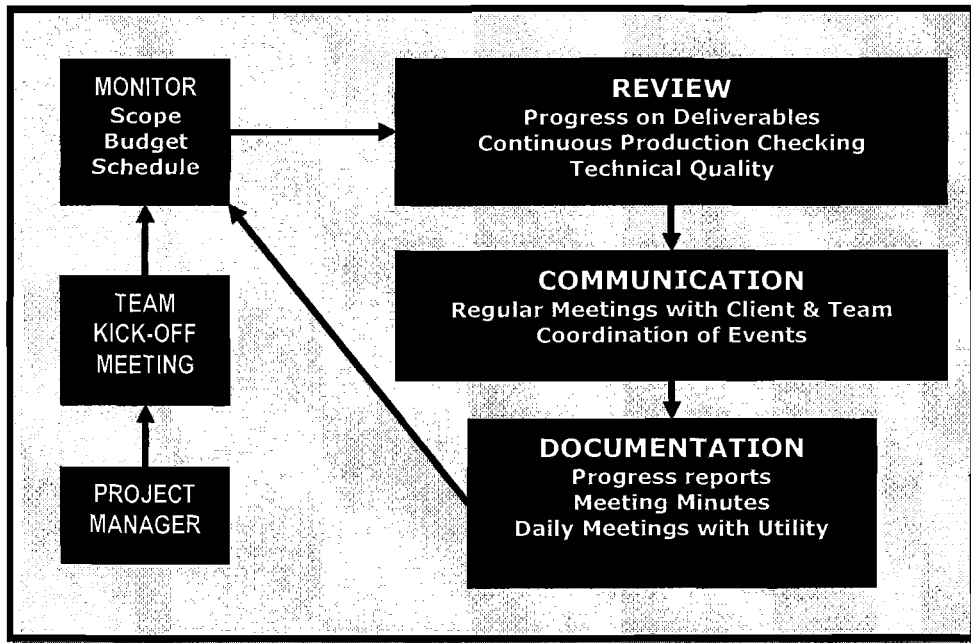 MONITOR
Scope
Budget
Schedule
REVIEW
Progress on Deliverables
Continuous Production Checking
Technical Quality
TEAM
KICK-OFF
MEETING
COMMUNICATION
Regular Meetings with Client & Team
Coordination of Events
PROJECT
MANAGER
DOCUMENTATION
Progress reports
Meeting Minutes
Daily Meetings with Utility